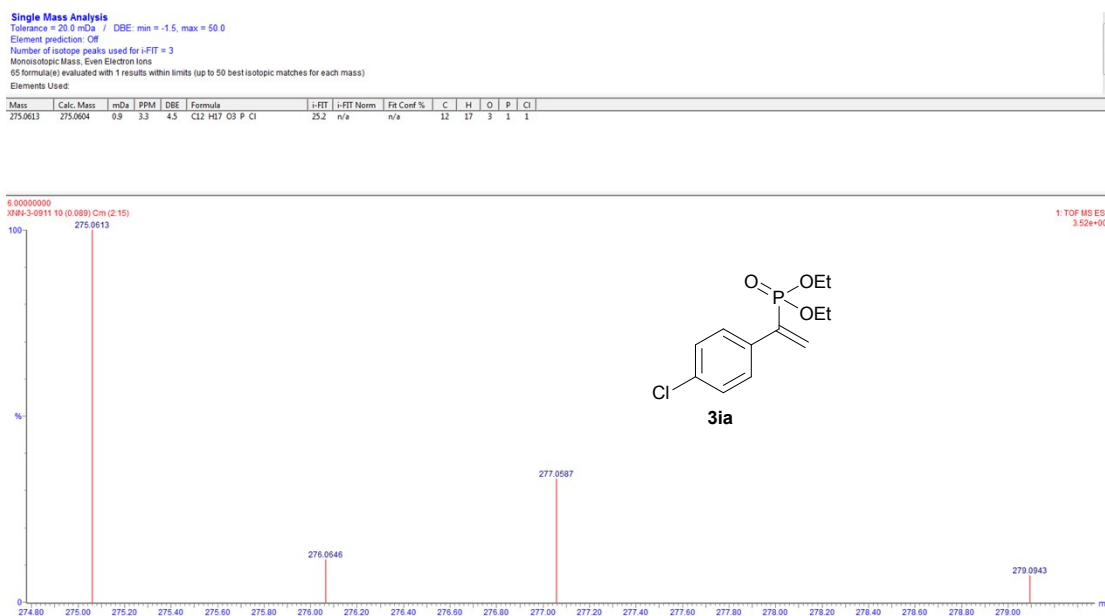 Single Mass Analysis
Tolerance = 20.0 mDa / DBE: min = -1.5, max = 50.0
Element prediction: Off
Number of isotope peaks used for i-FIT = 3
Monoisotopic Mass, Even Electron Ions
65 formula(e) evaluated with 1 results within limits (up to 50 best isotopic matches for each mass)
Elements Used:
Mass Calc. Mass mDa PPM DBE Formula i-FIT i-FIT Norm Fit Conf % C H O P Cl
275.0613 275.0604 0.9 3.3 4.5 C12 H17 O3 P Cl 25.2 n/a n/a 12 17 3 1 1
6.00000000
XNN-3-0911 10 (0.089) Cm (2:15)
1: TOF MS ES
3.52e+00
275.0613
100
O OEt
P
OEt
Cl
3ia
%
277.0587
276.0646
279.0943
0
274.80 275.00 275.20 275.40 275.60 275.80 276.00 276.20 276.40 276.60 276.80 277.00 277.20 277.40 277.60 277.80 278.00 278.20 278.40 278.60 278.80 279.00
m